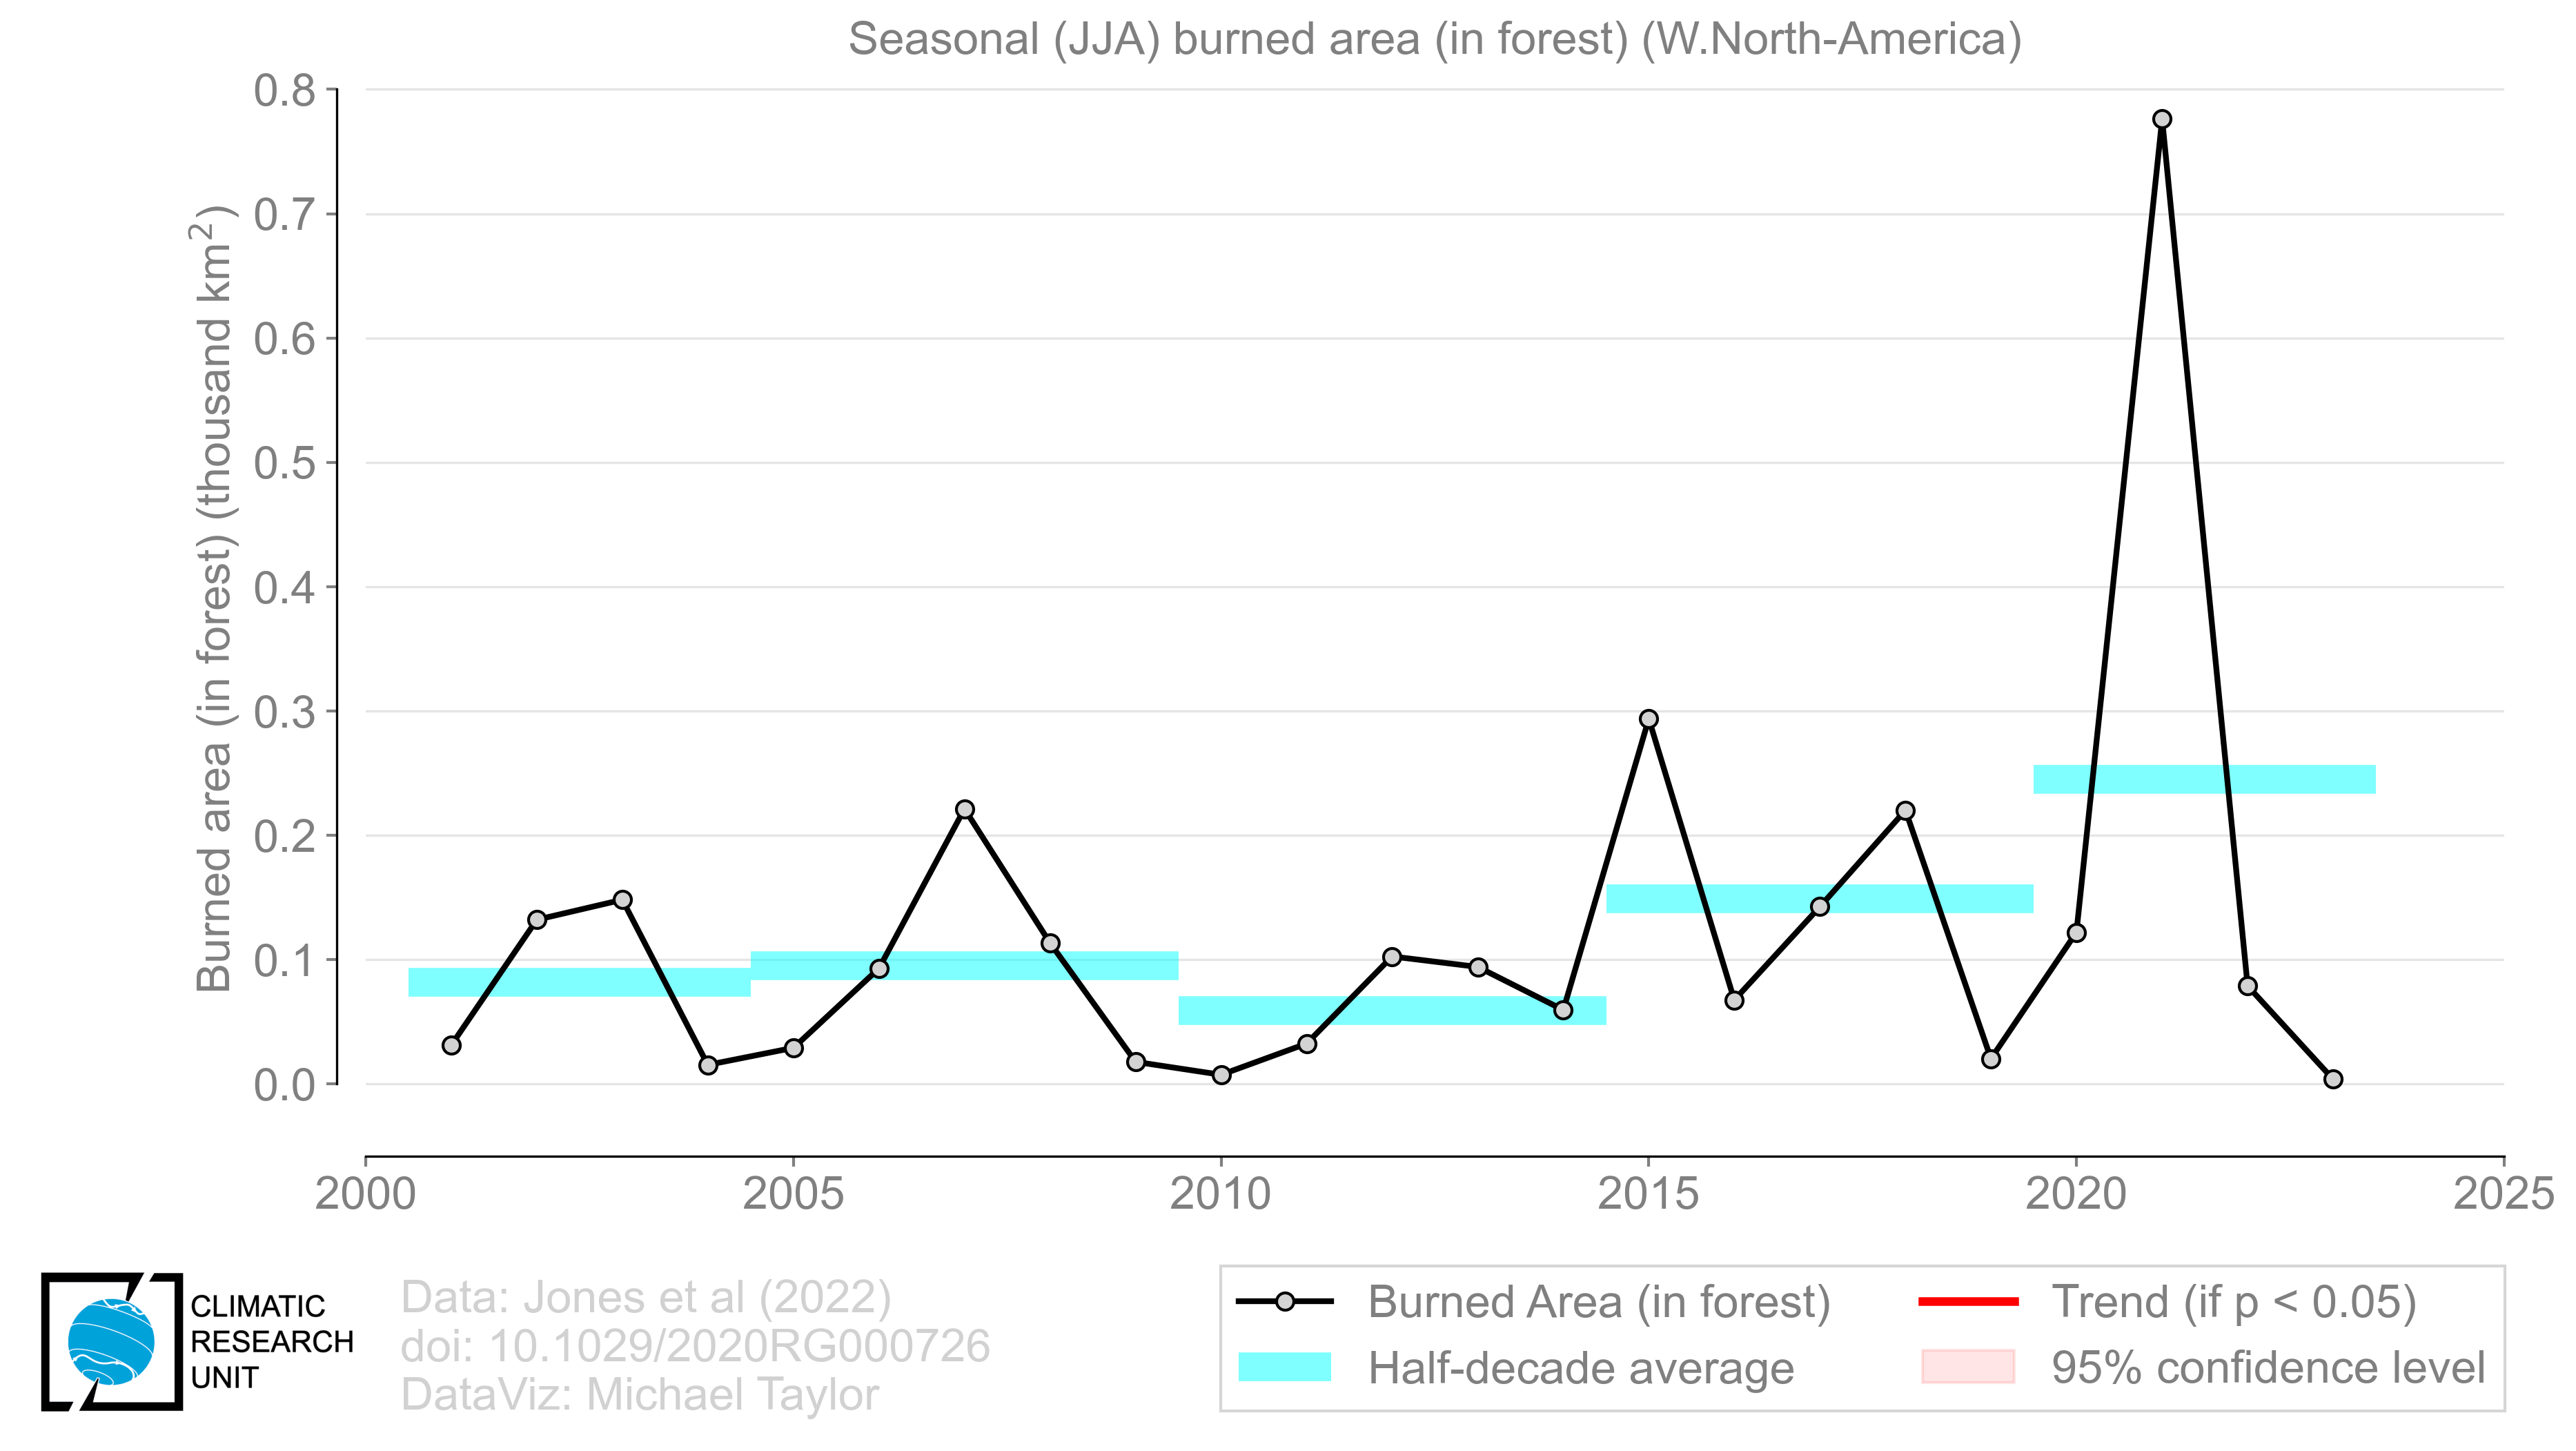 Seasonal (JJA) burned area (in forest) (W.North-America)
Burned area (in forest) (thousand km²)
0.8
0.7
0.6
0.5
0.4
0.3
0.2
0.1
0.0
2000 2005 2010 2015 2020 2025
CLIMATIC
RESEARCH
UNIT
Data: Jones et al (2022)
doi: 10.1029/2020RG000726
DataViz: Michael Taylor
Burned Area (in forest)
Half-decade average
Trend (if p < 0.05)
95% confidence level